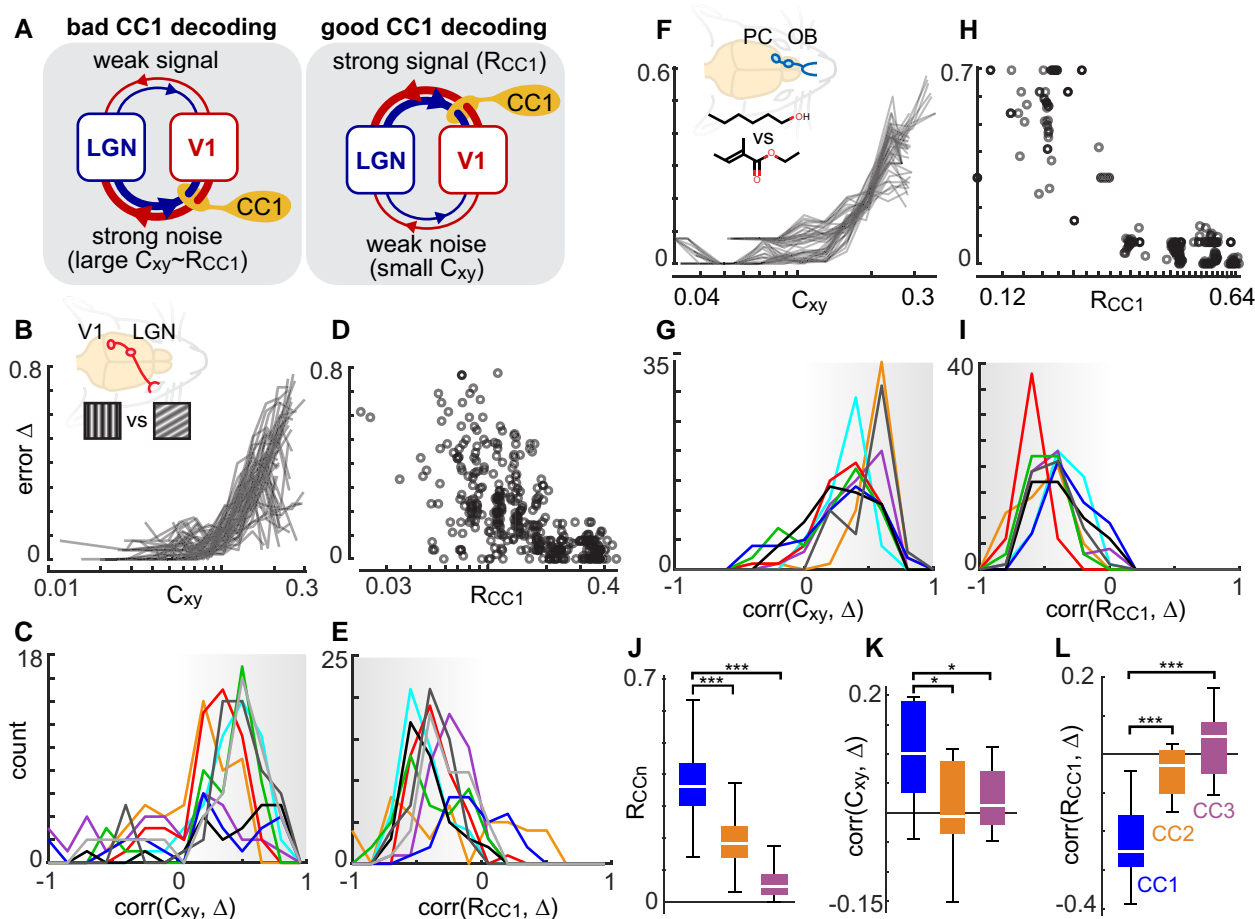 A
bad CC1 decoding
good CC1 decoding
weak signal
LGN
V1
CC1
strong noise
(large Cxy~RCC1)
strong signal (RCC1)
CC1
LGN
V1
weak noise
(small Cxy)
B
V1
LGN
vs
0.8
error Δ
0
0.01
Cxy
0.3
D
0.8
0
0.03
RCC1
0.4
C
18
count
0
-1
0
1
corr(Cxy, Δ)
E
25
0
-1
0
1
corr(RCC1, Δ)
F
PC
OB
OH
vs
O
O
0.6
0
0.04
Cxy
0.3
H
0.7
0
0.12
RCC1
0.64
G
35
0
-1
0
1
corr(Cxy, Δ)
I
40
0
-1
0
1
corr(RCC1, Δ)
J
0.7
RCCn
0
***
***
K
0.2
corr(Cxy, Δ)
-0.15
*
*
L
0.2
corr(RCC1, Δ)
-0.4
***
***
CC3
CC2
CC1